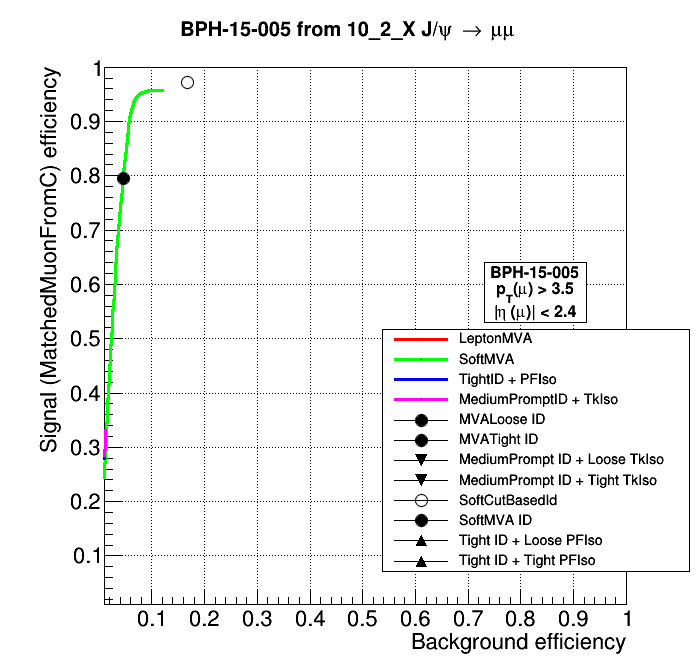 BPH-15-005 from 10_2_X J/ψ → μμ
Signal (MatchedMuonFromC) efficiency
1
0.9
0.8
0.7
0.6
0.5
0.4
0.3
0.2
0.1
BPH-15-005
pT(μ) > 3.5
|η (μ)| < 2.4
LeptonMVA
SoftMVA
TightID + PFIso
MediumPromptID + TkIso
MVALoose ID
MVATight ID
MediumPrompt ID + Loose TkIso
MediumPrompt ID + Tight TkIso
SoftCutBasedId
SoftMVA ID
Tight ID + Loose PFIso
Tight ID + Tight PFIso
0.1 0.2 0.3 0.4 0.5 0.6 0.7 0.8 0.9 1
Background efficiency